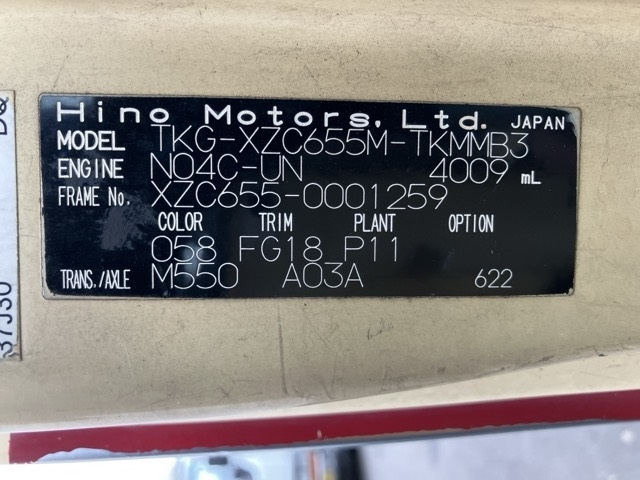 Hino Motors, Ltd. JAPAN
MODEL TKG-XZC655M-TKMMB3
ENGINE N04C-UN 4009 mL
FRAME No. XZC655-0001259
COLOR TRIM PLANT OPTION
058 FG18 P11
TRANS./AXLE M550 A03A 622